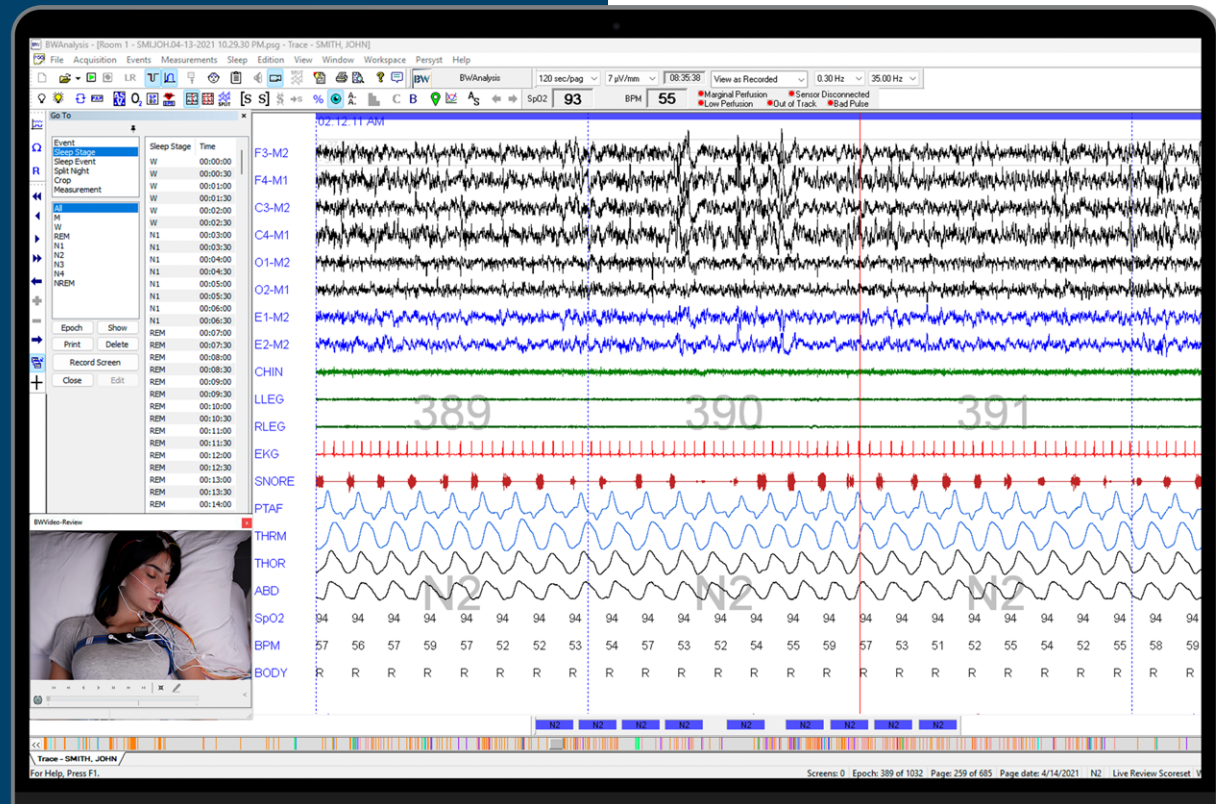 BWAnalysis - [Room 1 - SMIJOH.04-13-2021 10.29.30 PM.psg - Trace - SMITH, JOHN]
File Acquisition Events Measurements Sleep Edition View Window Workspace Persyst Help
LR BW BWAnalysis 120 sec/pag 7 µV/mm 08:35:38 View as Recorded 0.30 Hz 35.00 Hz
O2 [S S] % C B As SpO2 93 BPM 55 Marginal Perfusion Sensor Disconnected
Low Perfusion Out of Track Bad Pulse
Go To
Event
Sleep Stage
Sleep Event
Split Night
Crop
Measurement
All
M
W
REM
N1
N2
N3
N4
NREM
Epoch Show
Print Delete
Record Screen
Close Edit
Sleep Stage Time
W 00:00:00
W 00:00:30
W 00:01:00
W 00:01:30
W 00:02:00
W 00:02:30
N1 00:03:00
N1 00:03:30
N1 00:04:00
N1 00:04:30
N1 00:05:00
N1 00:05:30
N1 00:06:00
N1 00:06:30
REM 00:07:00
REM 00:07:30
REM 00:08:00
REM 00:08:30
REM 00:09:00
REM 00:09:30
REM 00:10:00
REM 00:10:30
REM 00:11:00
REM 00:11:30
REM 00:12:00
REM 00:12:30
REM 00:13:00
REM 00:13:30
REM 00:14:00
BWVideo-Review
02:12:11 AM
F3-M2
F4-M1
C3-M2
C4-M1
O1-M2
O2-M1
E1-M2
E2-M2
CHIN
LLEG
389 390 391
RLEG
EKG
SNORE
PTAF
THRM
THOR
ABD
N2 N2 N2
SpO2 94 94 94 94 94 94 94 94 94 94 94 94 94 94 94 94 94 94 94 94 94 94 94 94 94
BPM 57 56 57 59 57 52 52 53 54 57 53 52 54 55 59 57 53 51 52 55 54 52 55 58 59
BODY R R R R R R R R R R R R R R R R R R R R R R R R R
N2 N2 N2 N2 N2 N2 N2 N2 N2
Trace - SMITH, JOHN
For Help, Press F1. Screens: 0 Epoch: 389 of 1032 Page: 259 of 685 Page date: 4/14/2021 N2 Live Review Scoreset